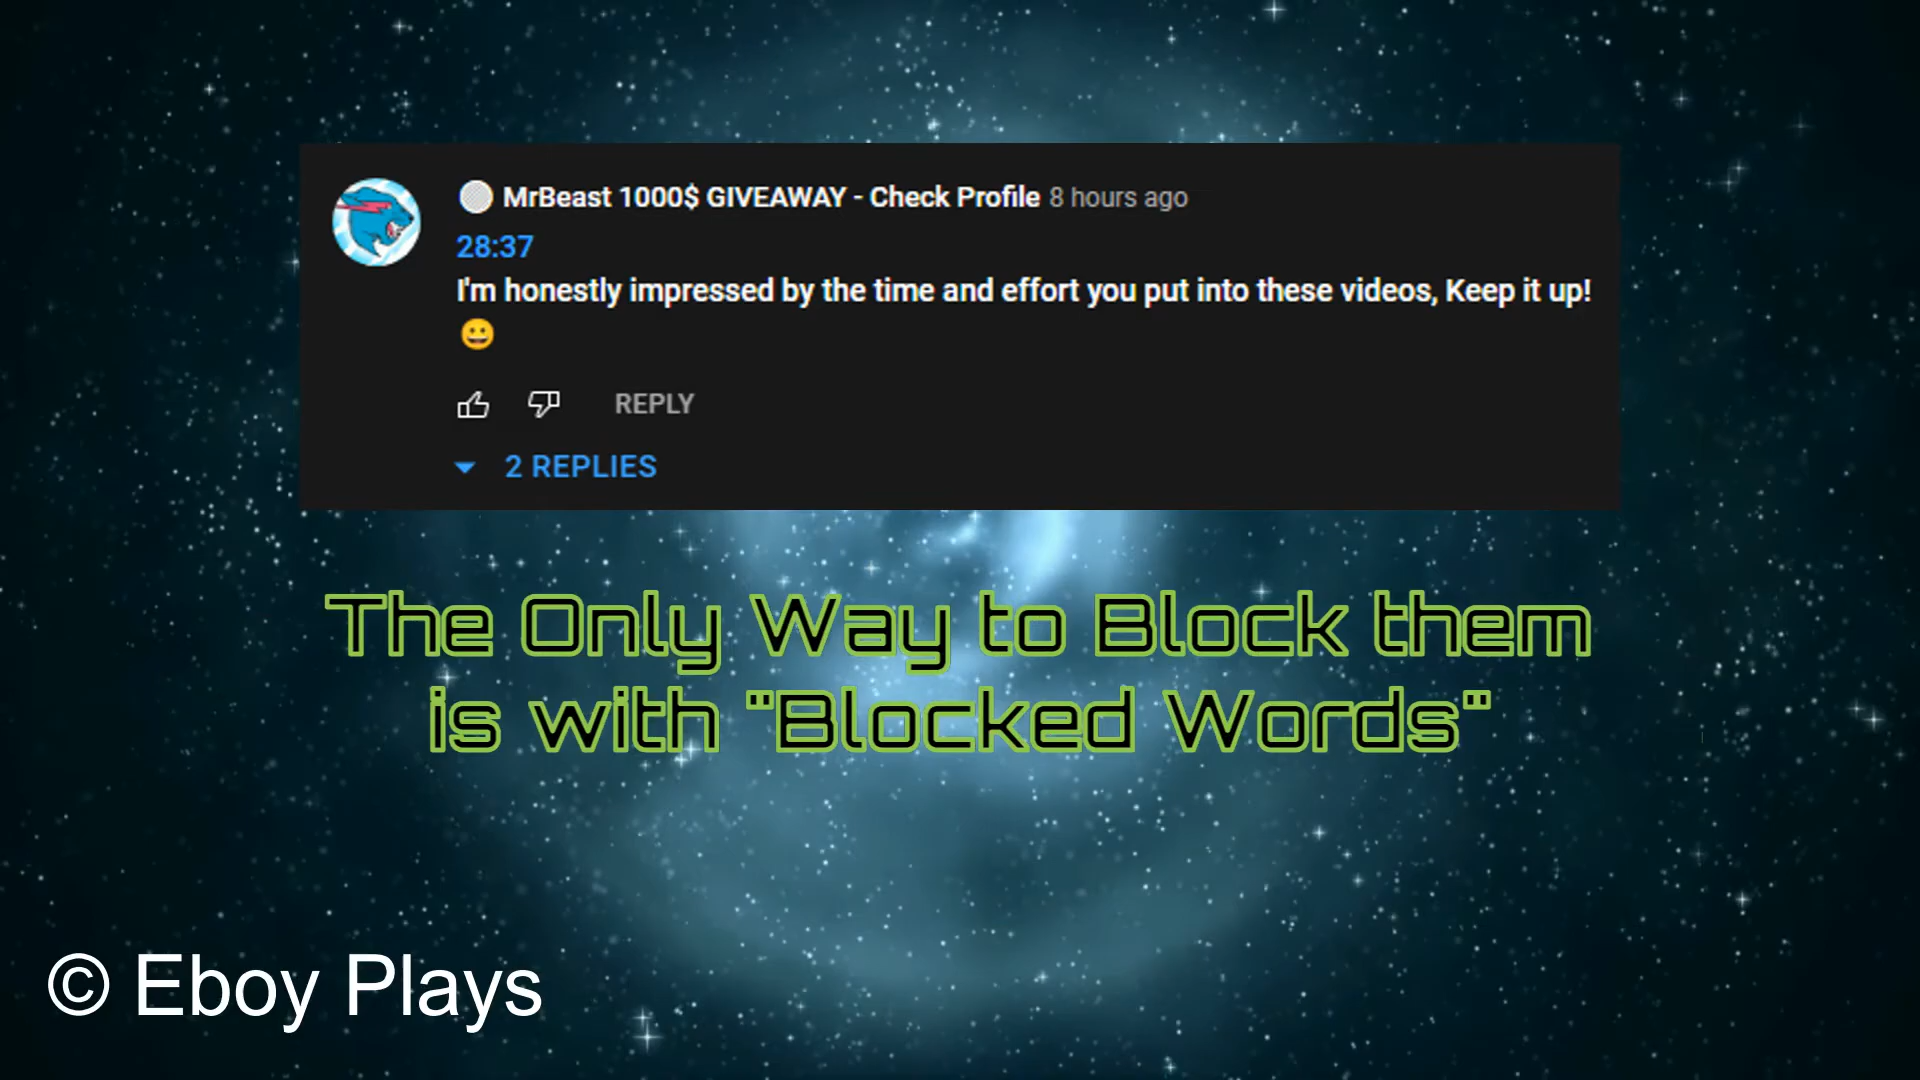 MrBeast 1000$ GIVEAWAY - Check Profile 8 hours ago
28:37
I'm honestly impressed by the time and effort you put into these videos, Keep it up!
😀
REPLY
2 REPLIES
The Only Way to Block them
is with "Blocked Words"
© Eboy Plays